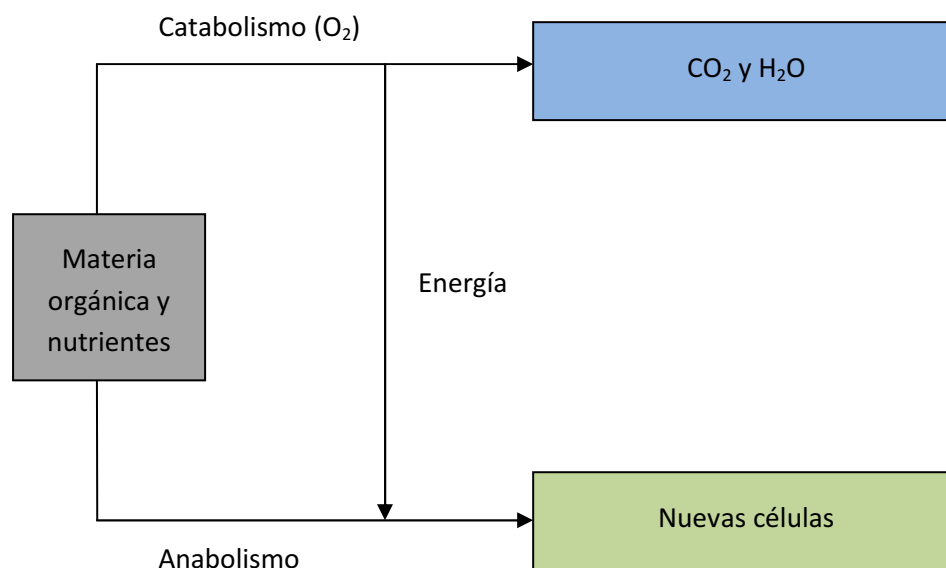 Catabolismo (O₂)
CO₂ y H₂O
Materia
orgánica y
nutrientes
Energía
Nuevas células
Anabolismo